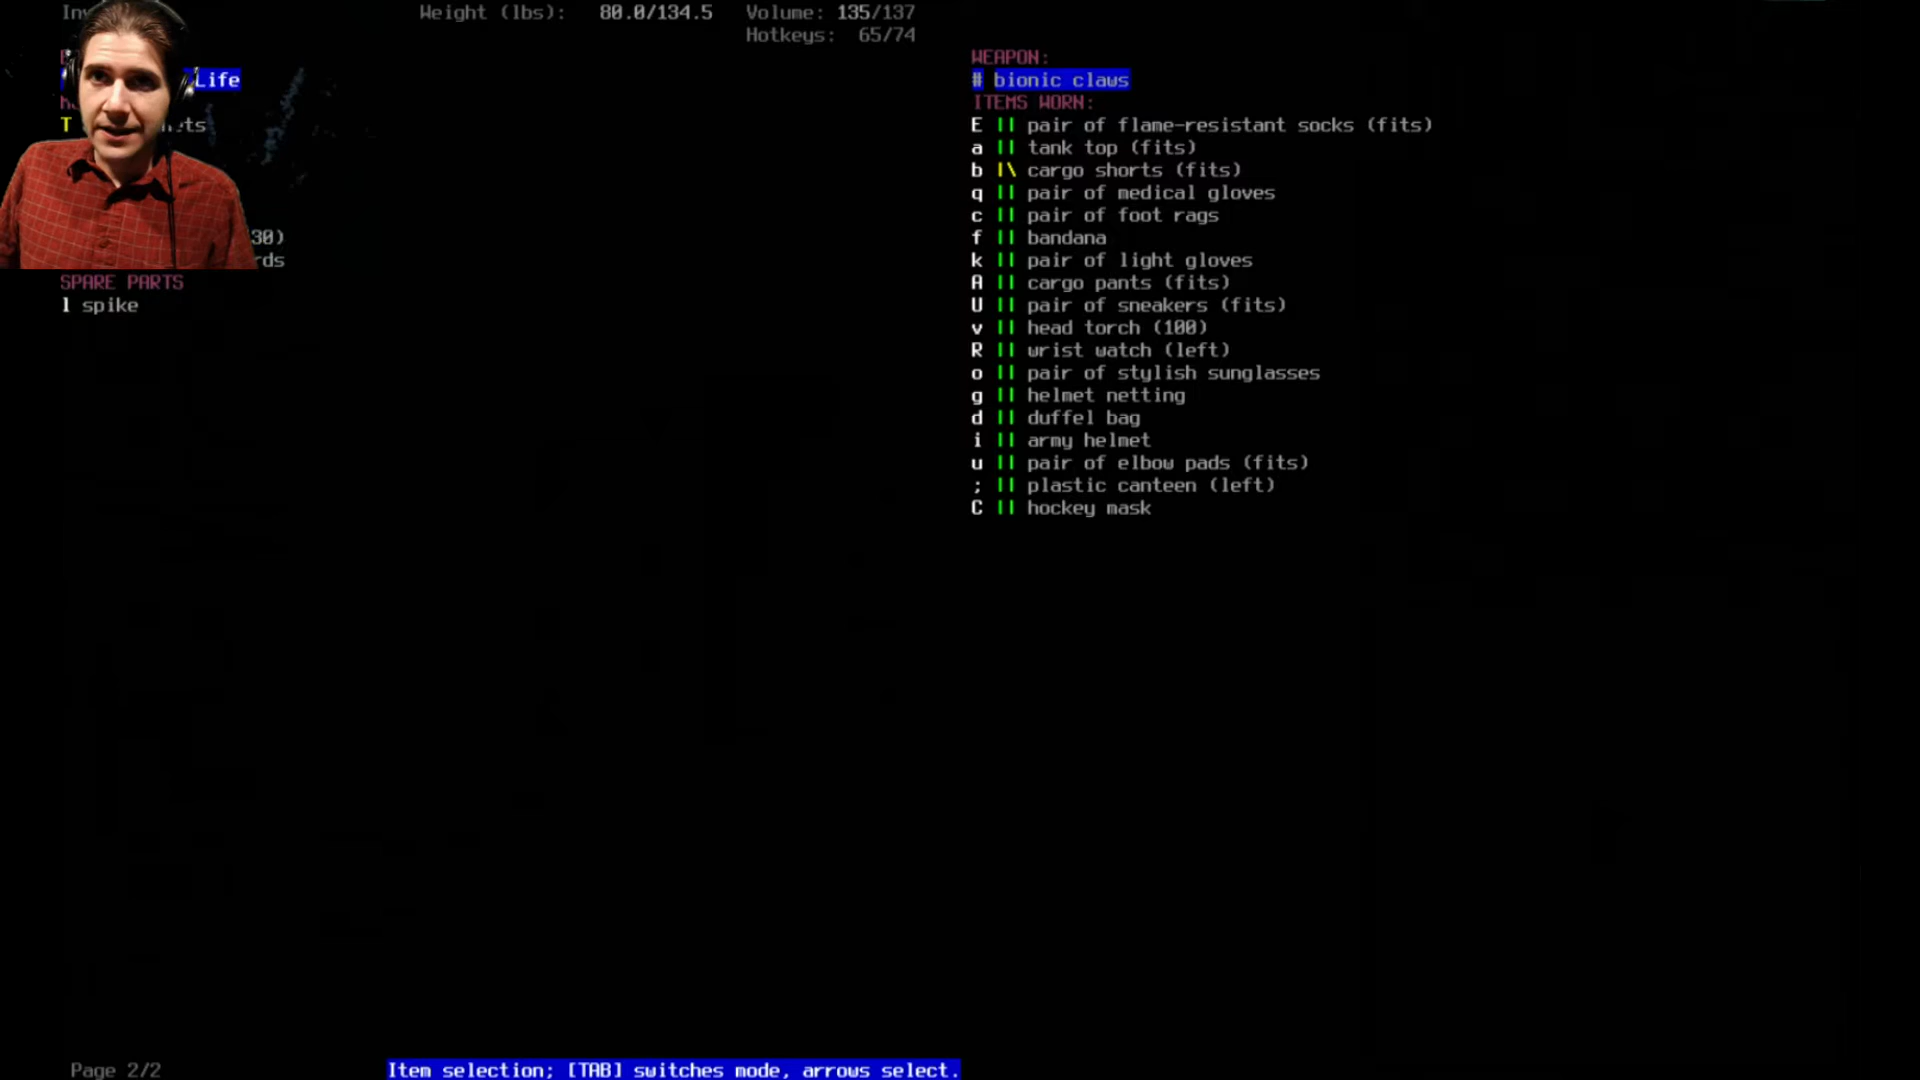 Weight (lbs): 80.0/134.5 Volume: 135/137
Hotkeys: 65/74
Life
T
30)
SPARE PARTS
l spike
WEAPON:
# bionic claws
ITEMS WORN:
E || pair of flame-resistant socks (fits)
a || tank top (fits)
b |\ cargo shorts (fits)
q || pair of medical gloves
c || pair of foot rags
f || bandana
k || pair of light gloves
A || cargo pants (fits)
U || pair of sneakers (fits)
v || head torch (100)
R || wrist watch (left)
o || pair of stylish sunglasses
g || helmet netting
d || duffel bag
i || army helmet
u || pair of elbow pads (fits)
; || plastic canteen (left)
C || hockey mask
Page 2/2
Item selection; [TAB] switches mode, arrows select.